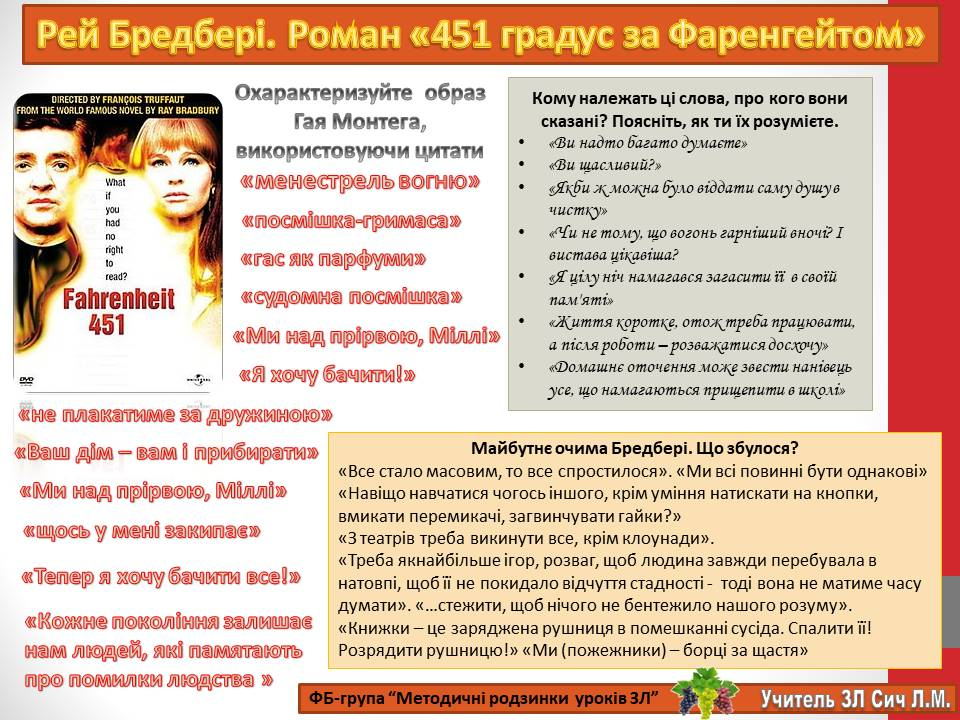 Рей Бредбері. Роман «451 градус за Фаренгейтом»
DIRECTED BY FRANÇOIS TRUFFAUT
FROM THE WORLD FAMOUS NOVEL BY RAY BRADBURY
What
if
you
had
no
right
to
read?
Fahrenheit
451
DVD
UNIVERSAL
Охарактеризуйте образ
Гая Монтега,
використовуючи цитати
«менестрель вогню»
«посмішка-гримаса»
«гас як парфуми»
«судомна посмішка»
«Ми над прірвою, Міллі»
«Я хочу бачити!»
«не плакатиме за дружиною»
«Ваш дім – вам і прибирати»
«Ми над прірвою, Міллі»
«щось у мені закипає»
«Тепер я хочу бачити все!»
«Кожне покоління залишає
нам людей, які памятають
про помилки людства »
Кому належать ці слова, про кого вони
сказані? Поясніть, як ти їх розумієте.
• «Ви надто багато думаєте»
• «Ви щасливий?»
• «Якби ж можна було віддати саму душу в
чистку»
• «Чи не тому, що вогонь гарніший вночі? І
вистава цікавіша?
• «Я цілу ніч намагався загасити її в своїй
пам'яті»
• «Життя коротке, отож треба працювати,
а після роботи – розважатися досхочу»
• «Домашнє оточення може звести нанівець
усе, що намагаються прищепити в школі»
Майбутнє очима Бредбері. Що збулося?
«Все стало масовим, то все спростилося». «Ми всі повинні бути однакові»
«Навіщо навчатися чогось іншого, крім уміння натискати на кнопки,
вмикати перемикачі, загвинчувати гайки?»
«З театрів треба викинути все, крім клоунади».
«Треба якнайбільше ігор, розваг, щоб людина завжди перебувала в
натовпі, щоб її не покидало відчуття стадності - тоді вона не матиме часу
думати». «…стежити, щоб нічого не бентежило нашого розуму».
«Книжки – це заряджена рушниця в помешканні сусіда. Спалити її!
Розрядити рушницю!» «Ми (пожежники) – борці за щастя»
ФБ-група “Методичні родзинки уроків ЗЛ”
Учитель ЗЛ Сич Л.М.